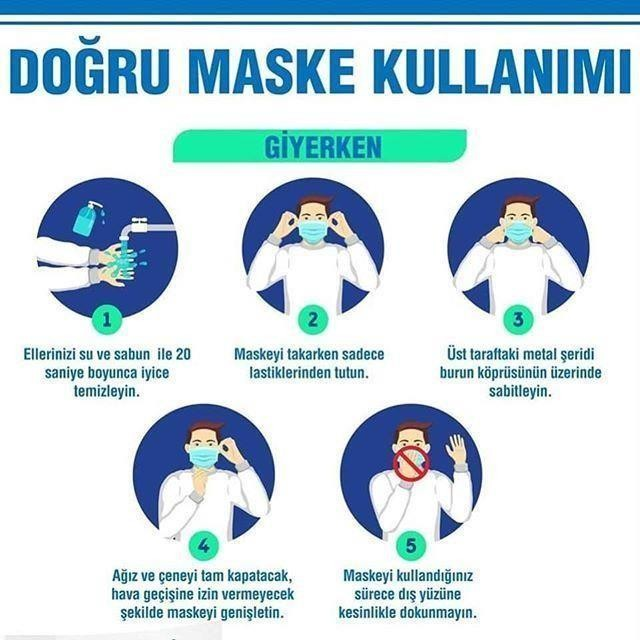 DOĞRU MASKE KULLANIMI
GİYERKEN
1
Ellerinizi su ve sabun ile 20
saniye boyunca iyice
temizleyin.
2
Maskeyi takarken sadece
lastiklerinden tutun.
3
Üst taraftaki metal şeridi
burun köprüsünün üzerinde
sabitleyin.
4
Ağız ve çeneyi tam kapatacak,
hava geçişine izin vermeyecek
şekilde maskeyi genişletin.
5
Maskeyi kullandığınız
sürece dış yüzüne
kesinlikle dokunmayın.